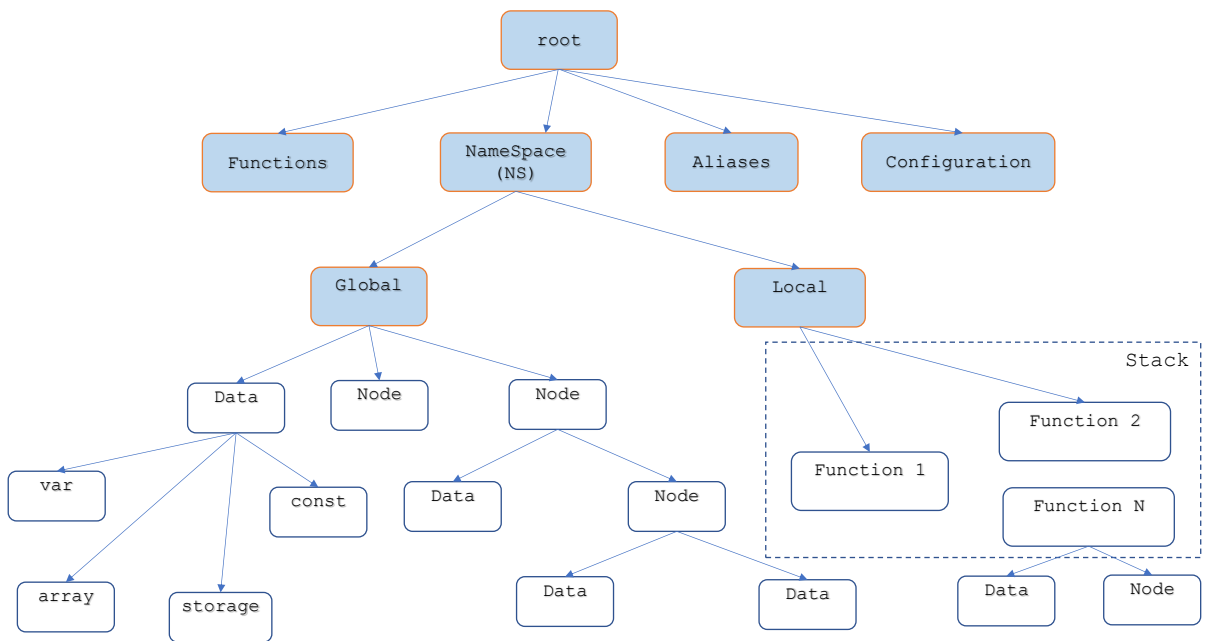 root
Functions
NameSpace
(NS)
Aliases
Configuration
Global
Local
Stack
Data
Node
Node
Function 2
Function 1
var
const
Data
Node
Function N
array
storage
Data
Data
Data
Node